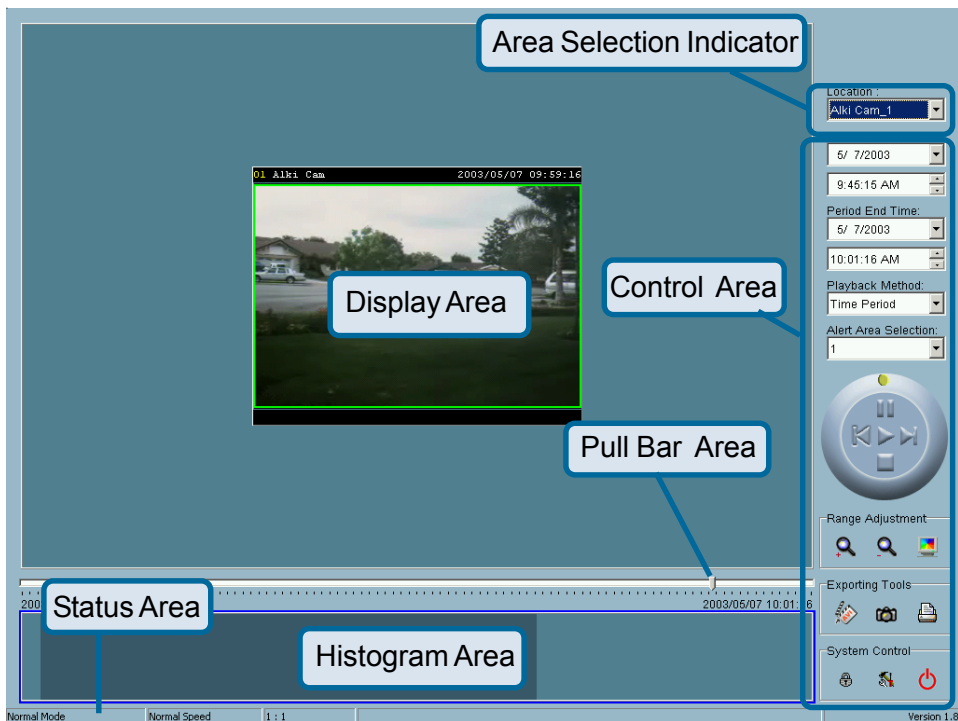 Area Selection Indicator
Location :
Alki Cam_1
5/ 7/2003
9:45:15 AM
Period End Time:
5/ 7/2003
10:01:16 AM
Playback Method:
Time Period
Alert Area Selection:
1
01 Alki Cam 2003/05/07 09:59:16
Display Area
Control Area
Pull Bar Area
Range Adjustment
Exporting Tools
System Control
2003/05/07 10:01
Status Area
Histogram Area
Normal Mode Normal Speed 1 : 1 Version 1.8